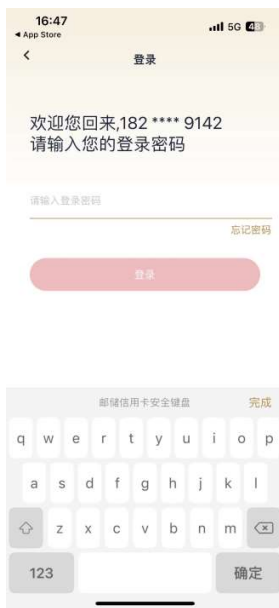 16:47
5G 43
◀ App Store
登录
欢迎您回来,182 **** 9142
请输入您的登录密码
请输入登录密码
忘记密码
登录
邮储信用卡安全键盘
完成
q w e r t y u i o p
a s d f g h j k l
z x c v b n m
123
确定